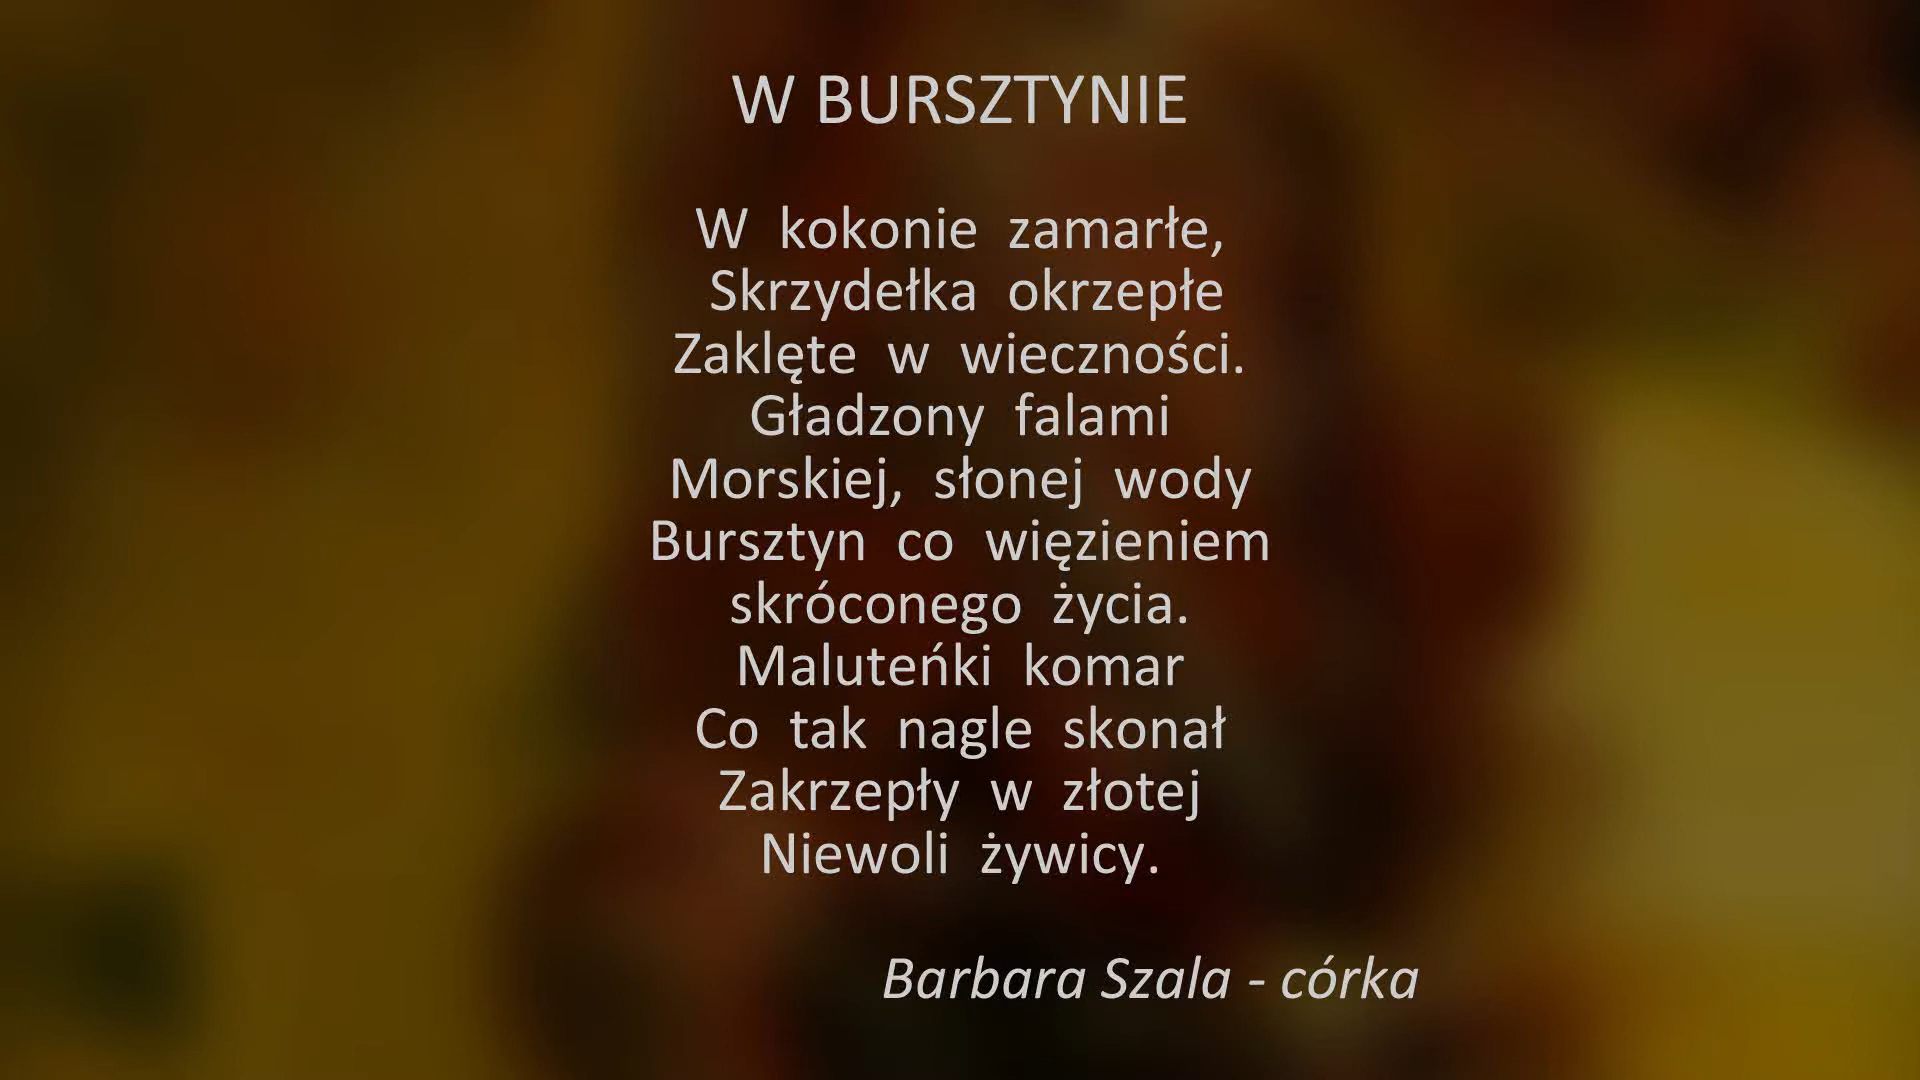 W BURSZTYNIE
W kokonie zamarłe,
Skrzydełka okrzepłe
Zaklęte w wieczności.
Gładzony falami
Morskiej, słonej wody
Bursztyn co więzieniem
skróconego życia.
Maluteńki komar
Co tak nagle skonał
Zakrzepły w złotej
Niewoli żywicy.
Barbara Szala - córka